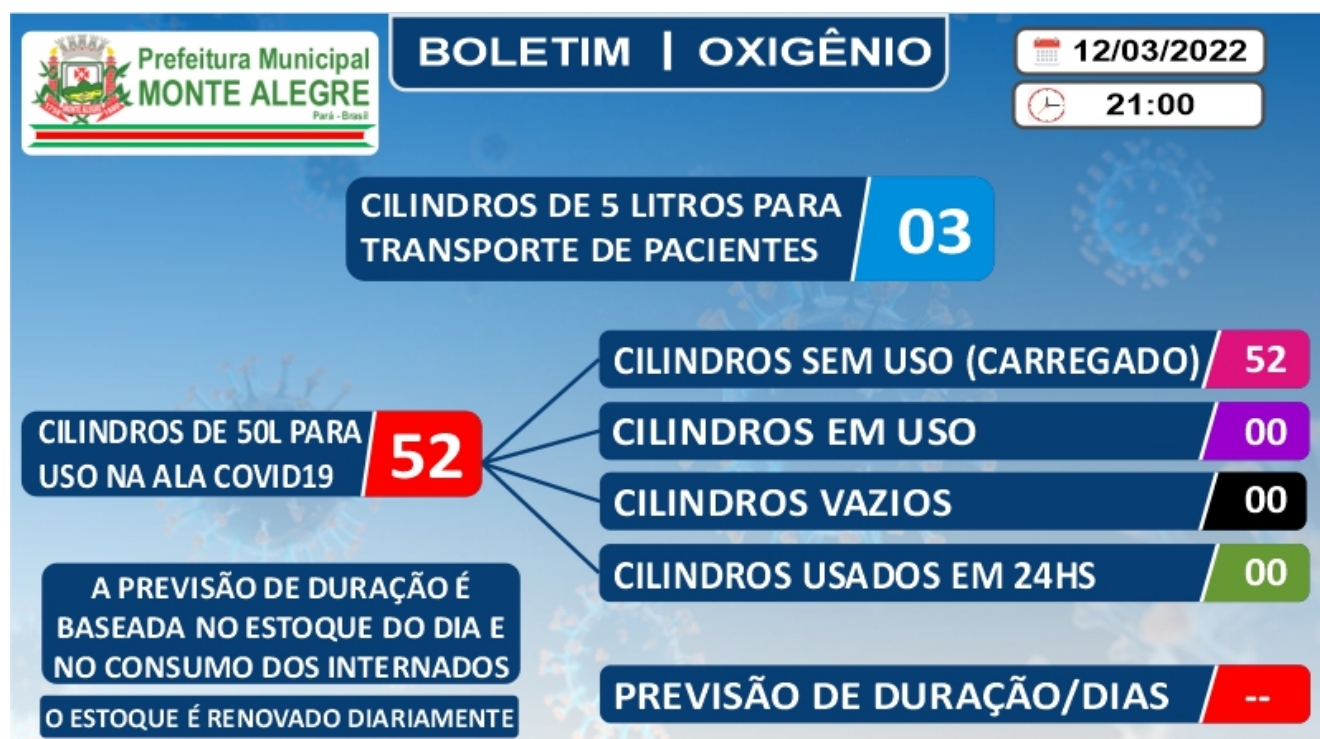 Prefeitura Municipal
MONTE ALEGRE
Pará - Brasil
BOLETIM | OXIGÊNIO
12/03/2022
21:00
CILINDROS DE 5 LITROS PARA
TRANSPORTE DE PACIENTES
03
CILINDROS DE 50L PARA
USO NA ALA COVID19
52
CILINDROS SEM USO (CARREGADO) 52
CILINDROS EM USO 00
CILINDROS VAZIOS 00
CILINDROS USADOS EM 24HS 00
A PREVISÃO DE DURAÇÃO É
BASEADA NO ESTOQUE DO DIA E
NO CONSUMO DOS INTERNADOS
O ESTOQUE É RENOVADO DIARIAMENTE
PREVISÃO DE DURAÇÃO/DIAS --